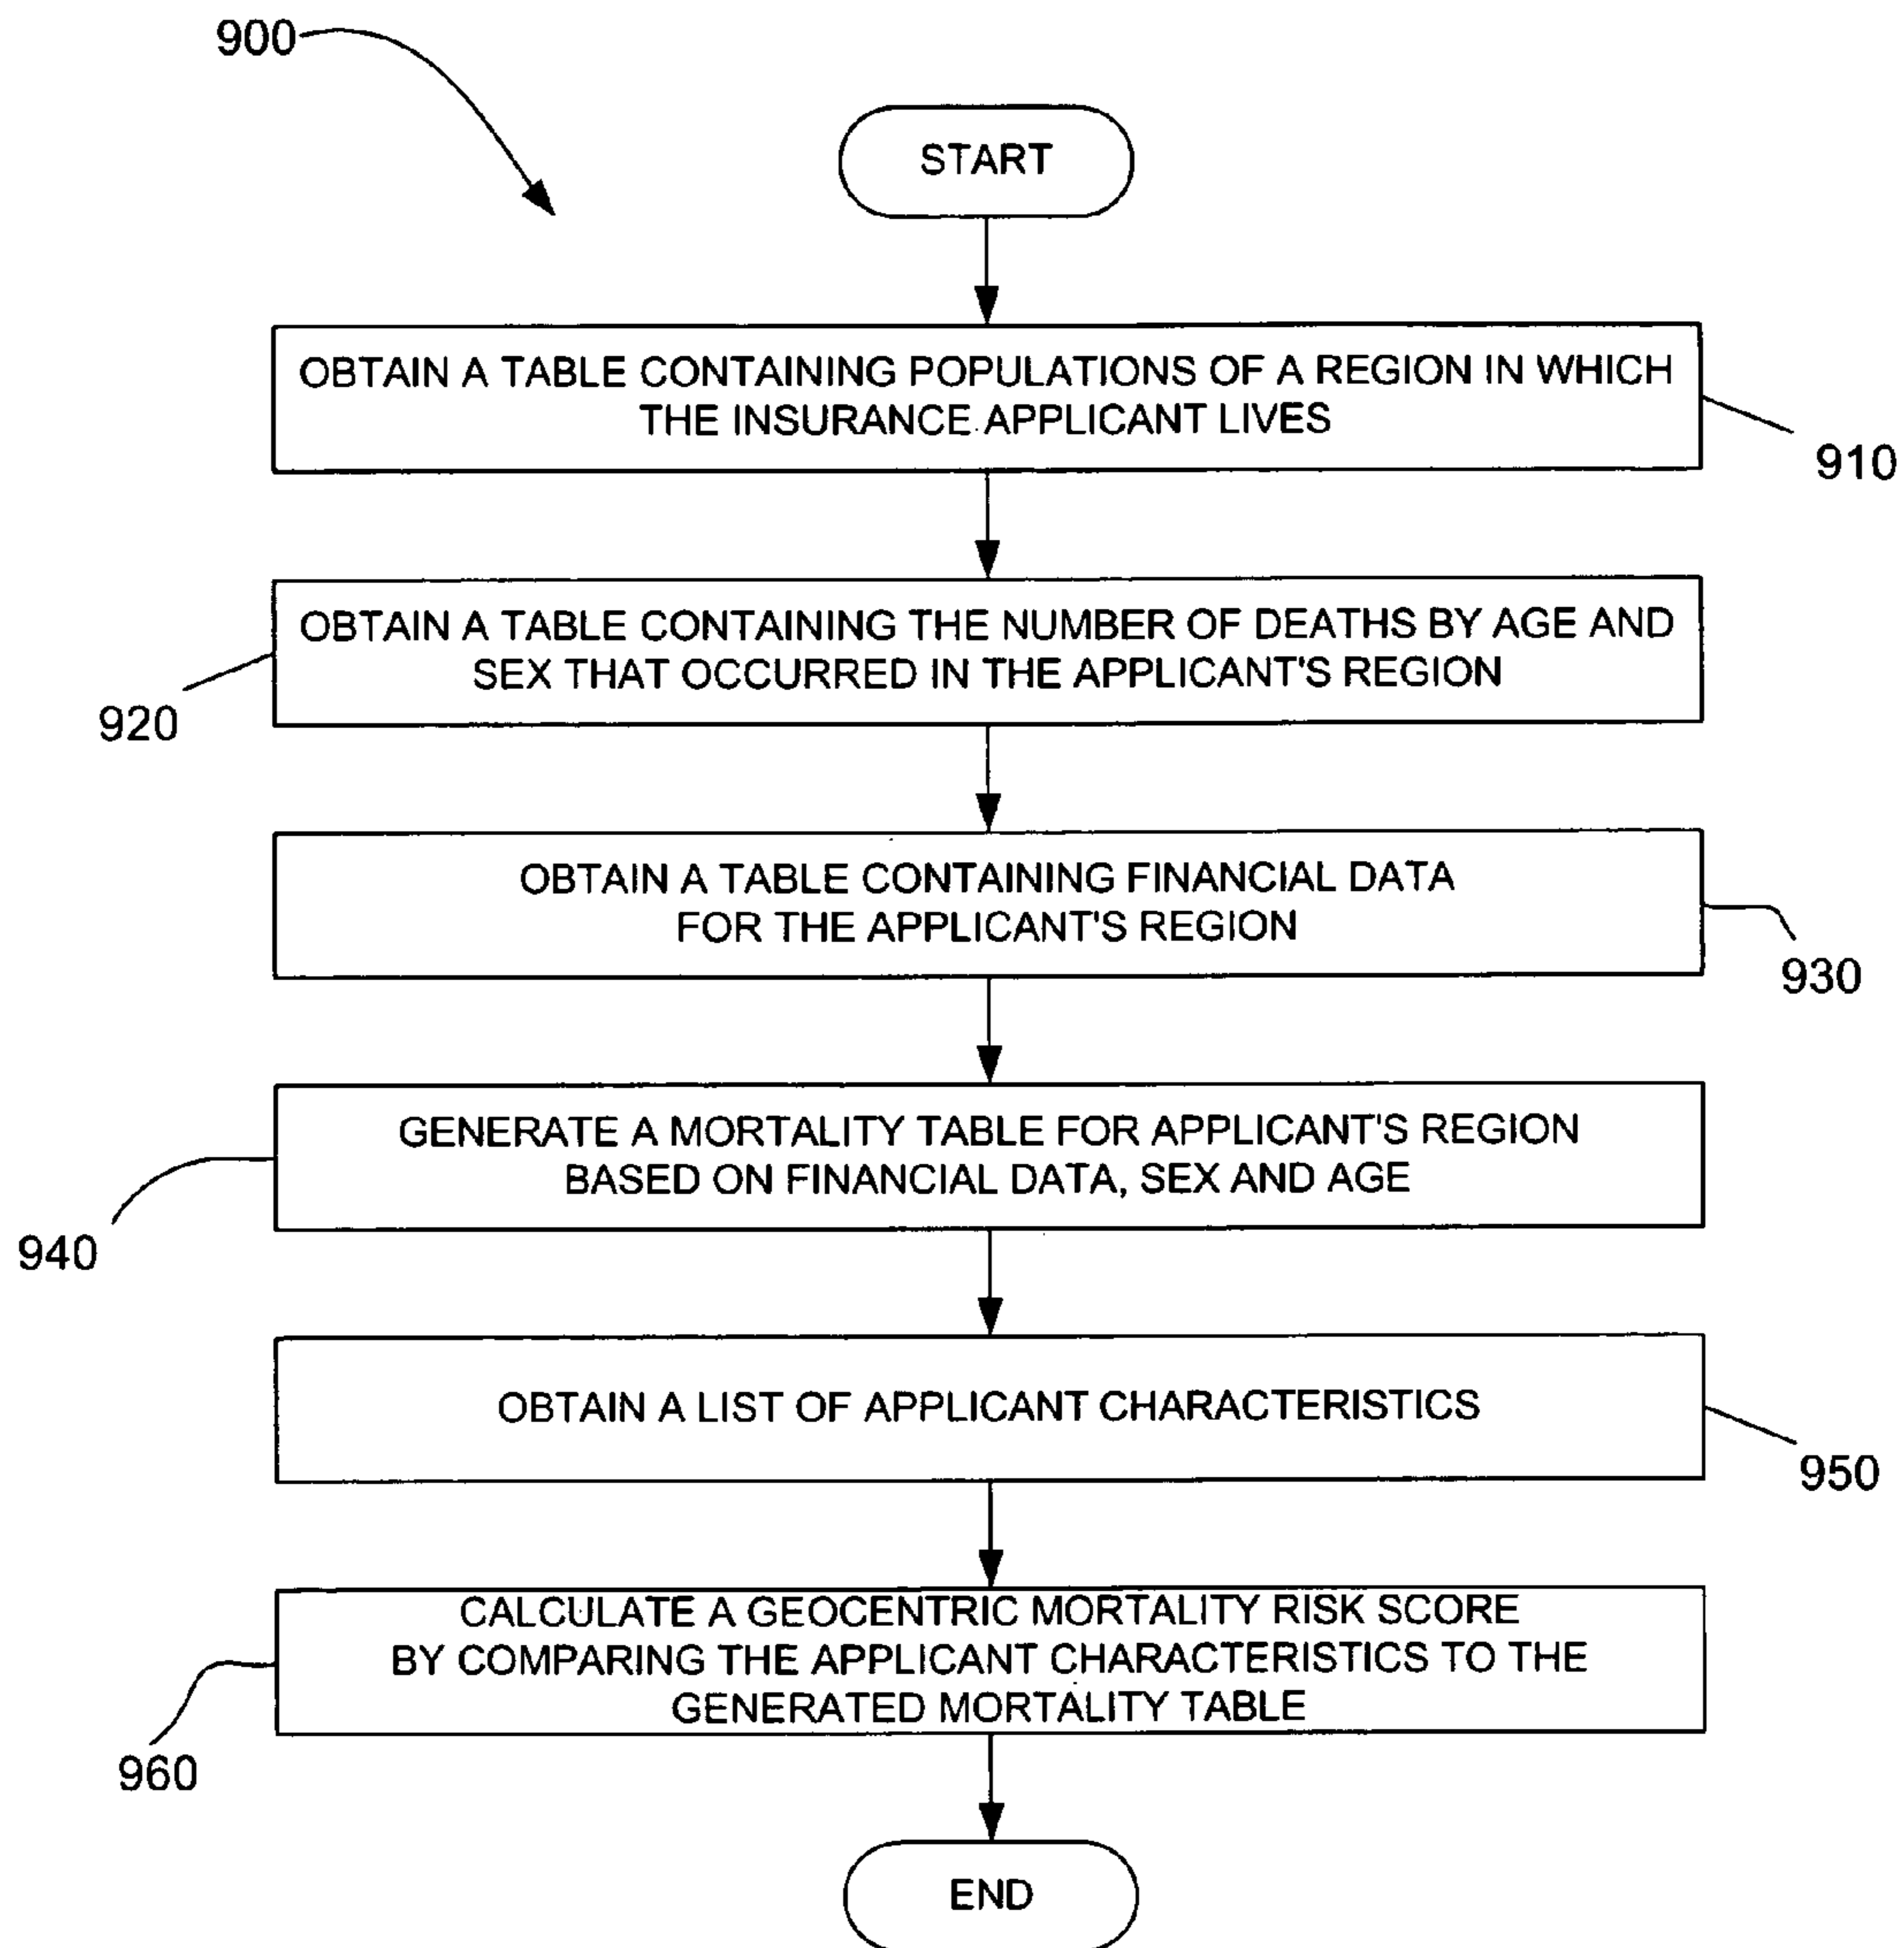 900
START
OBTAIN A TABLE CONTAINING POPULATIONS OF A REGION IN WHICH
THE INSURANCE APPLICANT LIVES
910
OBTAIN A TABLE CONTAINING THE NUMBER OF DEATHS BY AGE AND
SEX THAT OCCURRED IN THE APPLICANT'S REGION
920
OBTAIN A TABLE CONTAINING FINANCIAL DATA
FOR THE APPLICANT'S REGION
930
GENERATE A MORTALITY TABLE FOR APPLICANT'S REGION
BASED ON FINANCIAL DATA, SEX AND AGE
940
OBTAIN A LIST OF APPLICANT CHARACTERISTICS
950
CALCULATE A GEOCENTRIC MORTALITY RISK SCORE
BY COMPARING THE APPLICANT CHARACTERISTICS TO THE
GENERATED MORTALITY TABLE
960
END